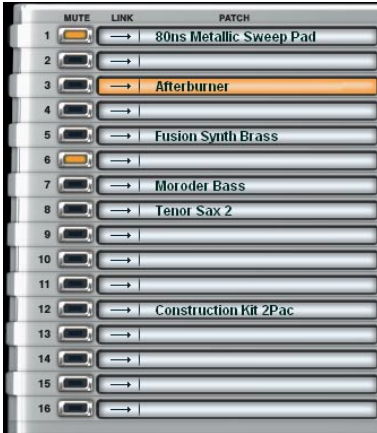 MUTE LINK PATCH
1 → 80ns Metallic Sweep Pad
2 →
3 → Afterburner
4 →
5 → Fusion Synth Brass
6 →
7 → Moroder Bass
8 → Tenor Sax 2
9 →
10 →
11 →
12 → Construction Kit 2Pac
13 →
14 →
15 →
16 →